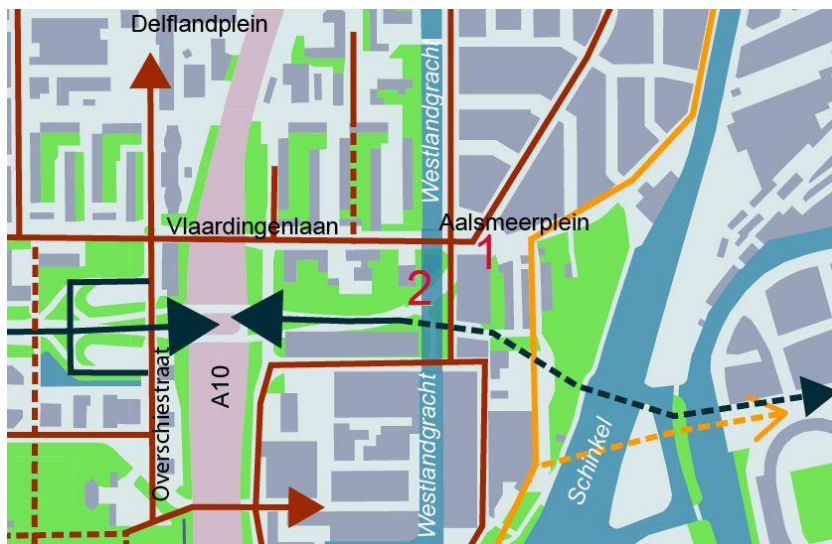 Delflandplein
Westlandgracht
Vlaardingenlaan
Aalsmeerplein
1
2
A10
Overschiestraat
Westlandgracht
Schinkel